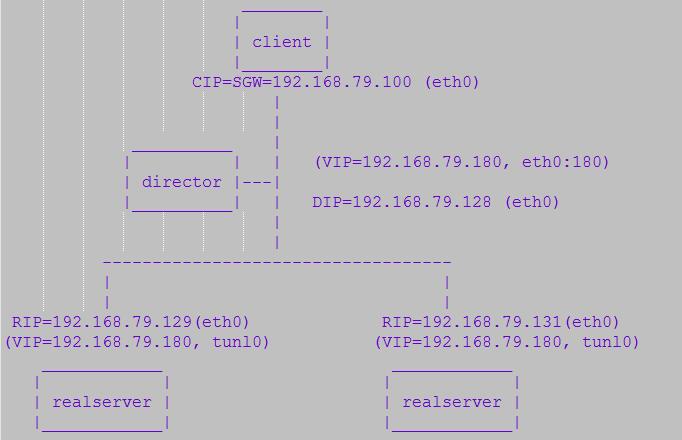 client
CIP=SGW=192.168.79.100 (eth0)
(VIP=192.168.79.180, eth0:180)
director
DIP=192.168.79.128 (eth0)
RIP=192.168.79.129(eth0) RIP=192.168.79.131(eth0)
(VIP=192.168.79.180, tunl0) (VIP=192.168.79.180, tunl0)
realserver realserver